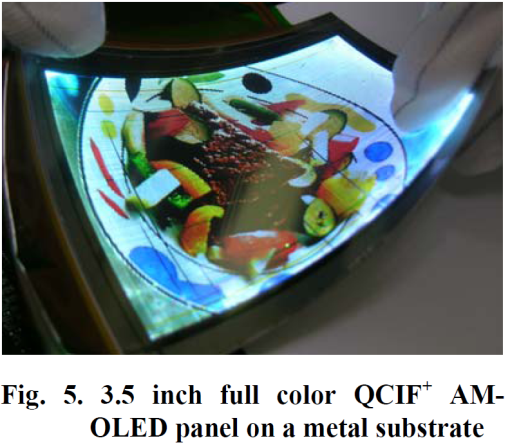 Fig. 5. 3.5 inch full color QCIF+ AM-
OLED panel on a metal substrate